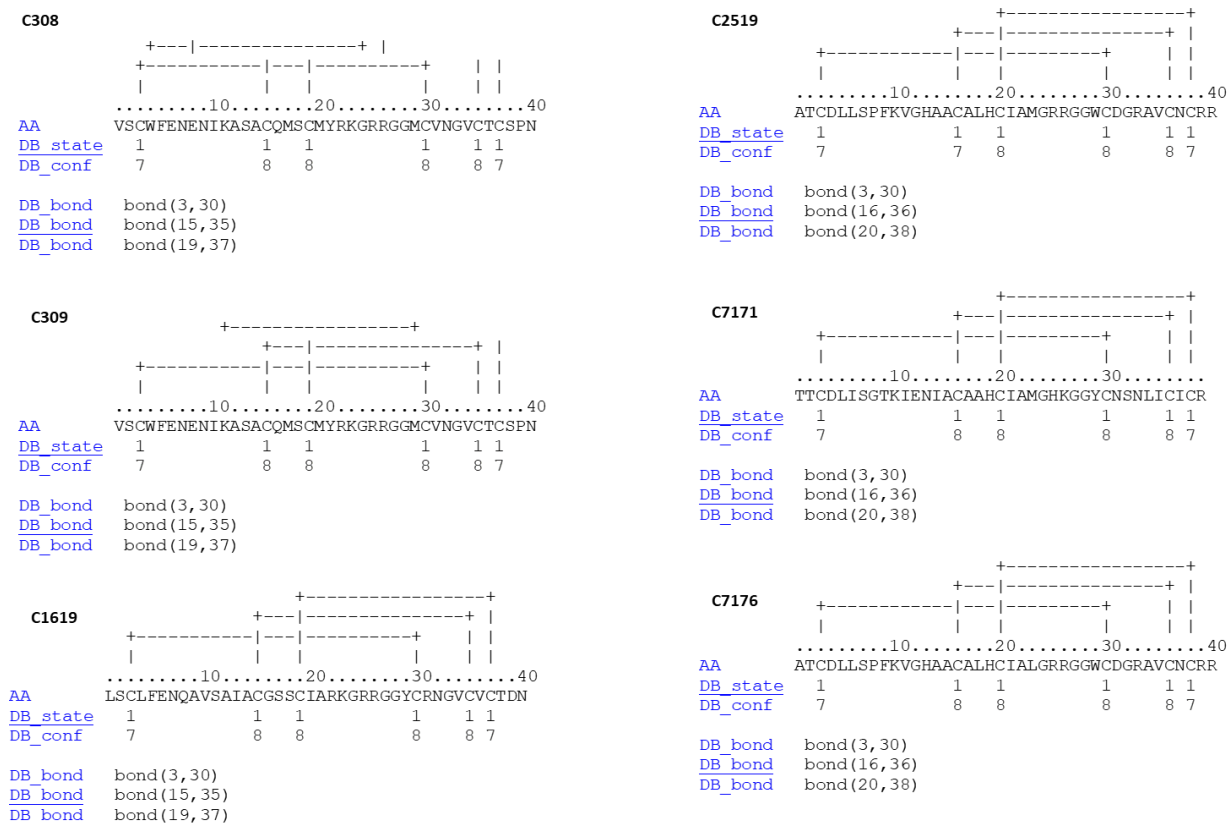 C308
+---|---------------+ |
+-----------|---|----------+    | |
|           |   |          |    | |
........10........20........30........40
AA VSCWFENENIKASACQMSCMYRKGRRGGMCVNGVCTCSPN
DB_state 1           1   1          1    1 1
DB_conf 7           8   8          8    8 7
DB_bond bond(3,30)
DB_bond bond(15,35)
DB_bond bond(19,37)
C309
+-----------------+
+---|---------------+ |
+-----------|---|----------+    | |
|           |   |          |    | |
........10........20........30........40
AA VSCWFENENIKASACQMSCMYRKGRRGGMCVNGVCTCSPN
DB_state 1           1   1          1    1 1
DB_conf 7           8   8          8    8 7
DB_bond bond(3,30)
DB_bond bond(15,35)
DB_bond bond(19,37)
C1619
+-----------------+
+---|---------------+ |
+-----------|---|----------+    | |
|           |   |          |    | |
........10........20........30........40
AA LSCLFENQAVSAIACGSSCIARKGRRGGYCRNGVCVCTDN
DB_state 1           1   1          1    1 1
DB_conf 7           8   8          8    8 7
DB_bond bond(3,30)
DB_bond bond(15,35)
DB_bond bond(19,37)
C2519
+-----------------+
+---|---------------+ |
+------------|---|---------+     | |
|            |   |         |     | |
........10........20........30........40
AA ATCDLLSPFKVGHAACALHCIAMGRRGGWCDGRAVCNCRR
DB_state 1            1   1         1     1 1
DB_conf 7            7   8         8     8 7
DB_bond bond(3,30)
DB_bond bond(16,36)
DB_bond bond(20,38)
C7171
+-----------------+
+---|---------------+ |
+------------|---|---------+     | |
|            |   |         |     | |
........10........20........30.........
AA TTCDLISGTKIENIACAAHCIAMGHKGGYCNSNLICICR
DB_state 1            1   1         1     1 1
DB_conf 7            8   8         8     8 7
DB_bond bond(3,30)
DB_bond bond(16,36)
DB_bond bond(20,38)
C7176
+-----------------+
+---|---------------+ |
+------------|---|---------+     | |
|            |   |         |     | |
........10........20........30........40
AA ATCDLLSPFKVGHAACALHCIALGRRGGWCDGRAVCNCRR
DB_state 1            1   1         1     1 1
DB_conf 7            8   8         8     8 7
DB_bond bond(3,30)
DB_bond bond(16,36)
DB_bond bond(20,38)